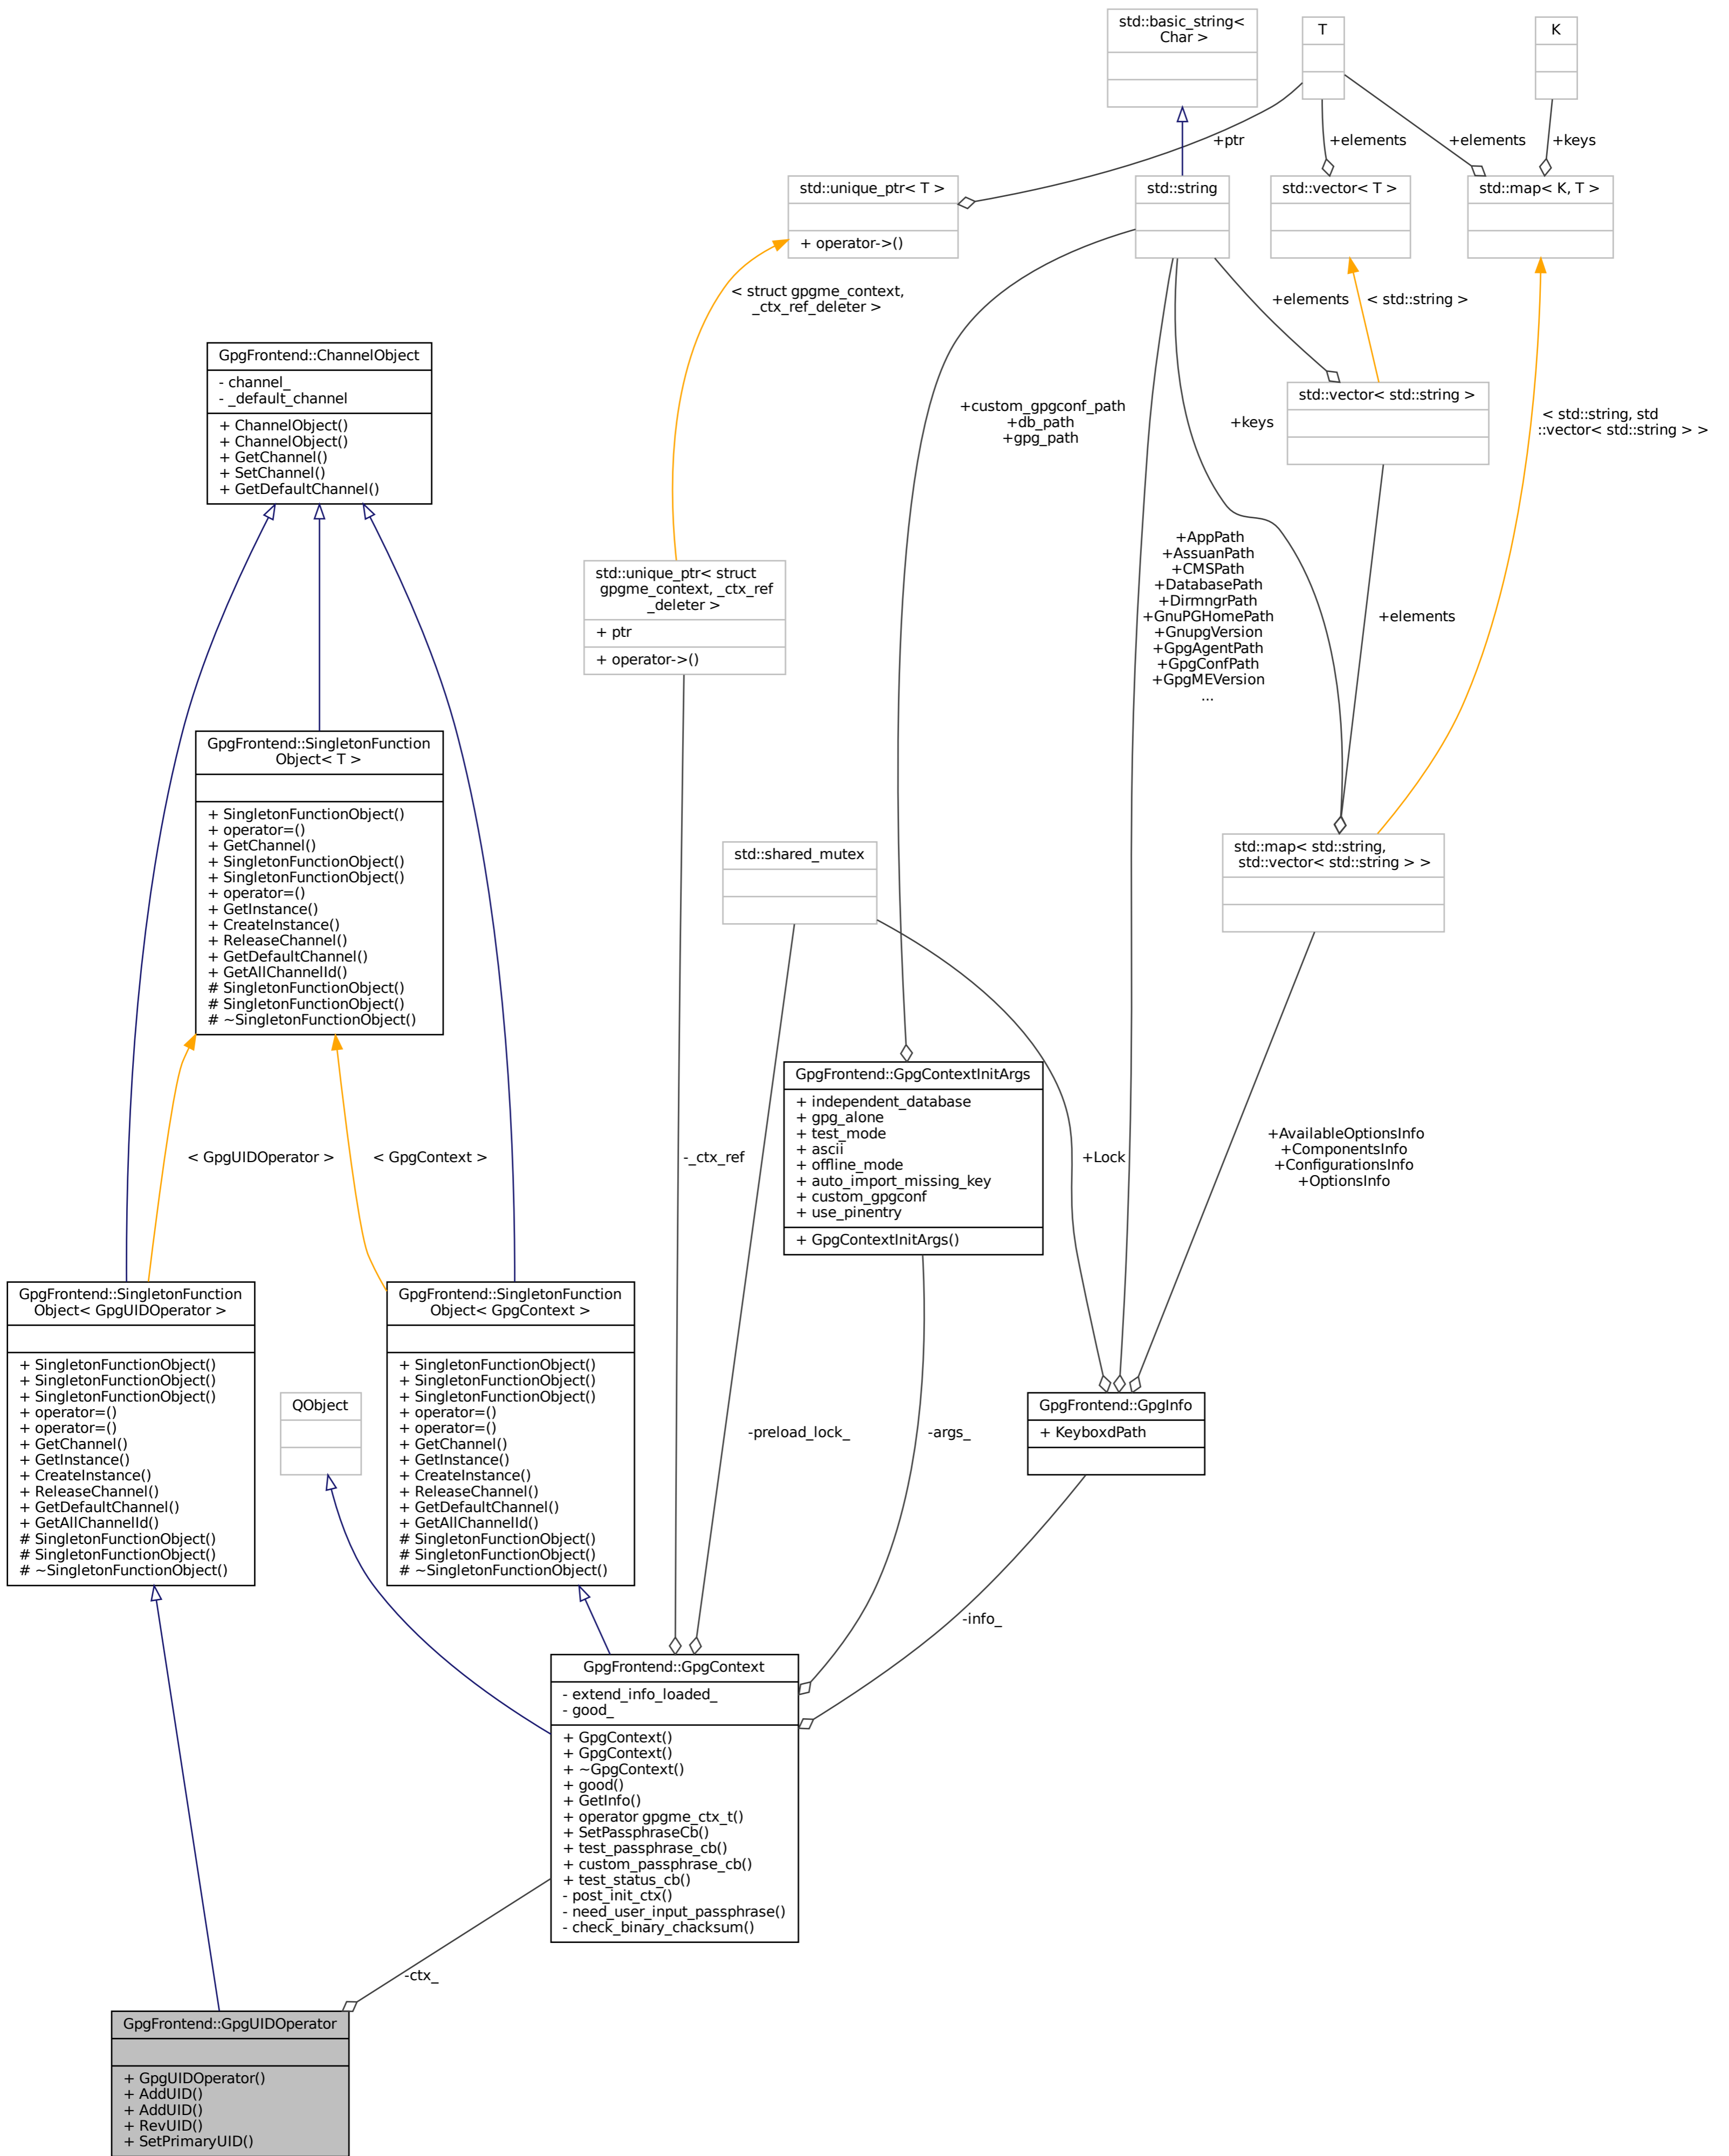 std::basic_string<
Char >
T
K
+ptr
+elements
+elements
+keys
std::unique_ptr< T >
+ operator->()
std::string
std::vector< T >
std::map< K, T >
< struct gpgme_context,
_ctx_ref_deleter >
+elements
< std::string >
GpgFrontend::ChannelObject
- channel_
- _default_channel
+ ChannelObject()
+ ChannelObject()
+ GetChannel()
+ SetChannel()
+ GetDefaultChannel()
+custom_gpgconf_path
+db_path
+gpg_path
+keys
std::vector< std::string >
< std::string, std
::vector< std::string > >
std::unique_ptr< struct
gpgme_context, _ctx_ref
_deleter >
+ ptr
+ operator->()
+AppPath
+AssuanPath
+CMSPath
+DatabasePath
+DirmngrPath
+GnuPGHomePath
+GnupgVersion
+GpgAgentPath
+GpgConfPath
+GpgMEVersion
...
+elements
GpgFrontend::SingletonFunction
Object< T >
+ SingletonFunctionObject()
+ operator=()
+ GetChannel()
+ SingletonFunctionObject()
+ SingletonFunctionObject()
+ operator=()
+ GetInstance()
+ CreateInstance()
+ ReleaseChannel()
+ GetDefaultChannel()
+ GetAllChannelId()
# SingletonFunctionObject()
# SingletonFunctionObject()
# ~SingletonFunctionObject()
std::shared_mutex
std::map< std::string,
std::vector< std::string > >
GpgFrontend::GpgContextInitArgs
+ independent_database
+ gpg_alone
+ test_mode
+ ascii
+ offline_mode
+ auto_import_missing_key
+ custom_gpgconf
+ use_pinentry
+ GpgContextInitArgs()
< GpgUIDOperator >
< GpgContext >
-_ctx_ref
+Lock
+AvailableOptionsInfo
+ComponentsInfo
+ConfigurationsInfo
+OptionsInfo
GpgFrontend::SingletonFunction
Object< GpgUIDOperator >
+ SingletonFunctionObject()
+ SingletonFunctionObject()
+ SingletonFunctionObject()
+ operator=()
+ operator=()
+ GetChannel()
+ GetInstance()
+ CreateInstance()
+ ReleaseChannel()
+ GetDefaultChannel()
+ GetAllChannelId()
# SingletonFunctionObject()
# SingletonFunctionObject()
# ~SingletonFunctionObject()
QObject
GpgFrontend::SingletonFunction
Object< GpgContext >
+ SingletonFunctionObject()
+ SingletonFunctionObject()
+ SingletonFunctionObject()
+ operator=()
+ operator=()
+ GetChannel()
+ GetInstance()
+ CreateInstance()
+ ReleaseChannel()
+ GetDefaultChannel()
+ GetAllChannelId()
# SingletonFunctionObject()
# SingletonFunctionObject()
# ~SingletonFunctionObject()
-preload_lock_
-args_
GpgFrontend::GpgInfo
+ KeyboxdPath
-info_
GpgFrontend::GpgContext
- extend_info_loaded_
- good_
+ GpgContext()
+ GpgContext()
+ ~GpgContext()
+ good()
+ GetInfo()
+ operator gpgme_ctx_t()
+ SetPassphraseCb()
+ test_passphrase_cb()
+ custom_passphrase_cb()
+ test_status_cb()
- post_init_ctx()
- need_user_input_passphrase()
- check_binary_chacksum()
-ctx_
GpgFrontend::GpgUIDOperator
+ GpgUIDOperator()
+ AddUID()
+ AddUID()
+ RevUID()
+ SetPrimaryUID()